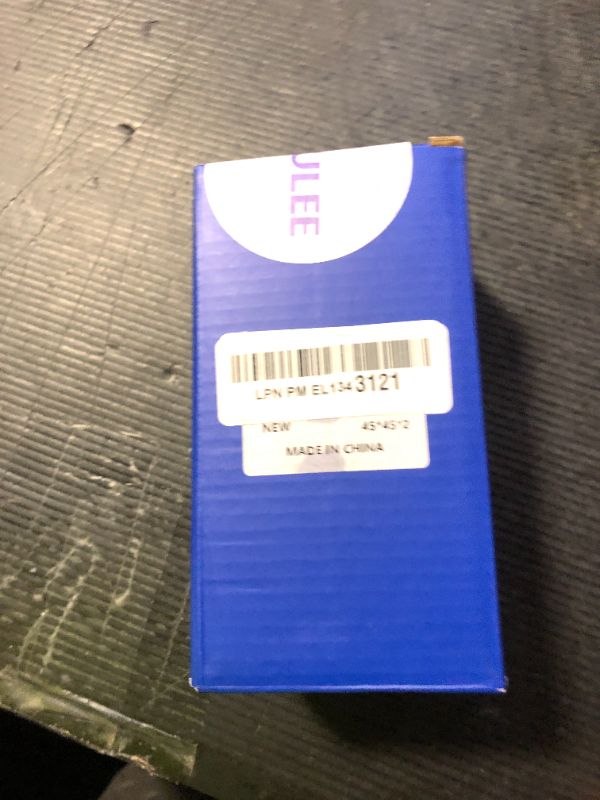 ULEE
LPN PM EL134 3121
NEW 45*45*2
MADE IN CHINA